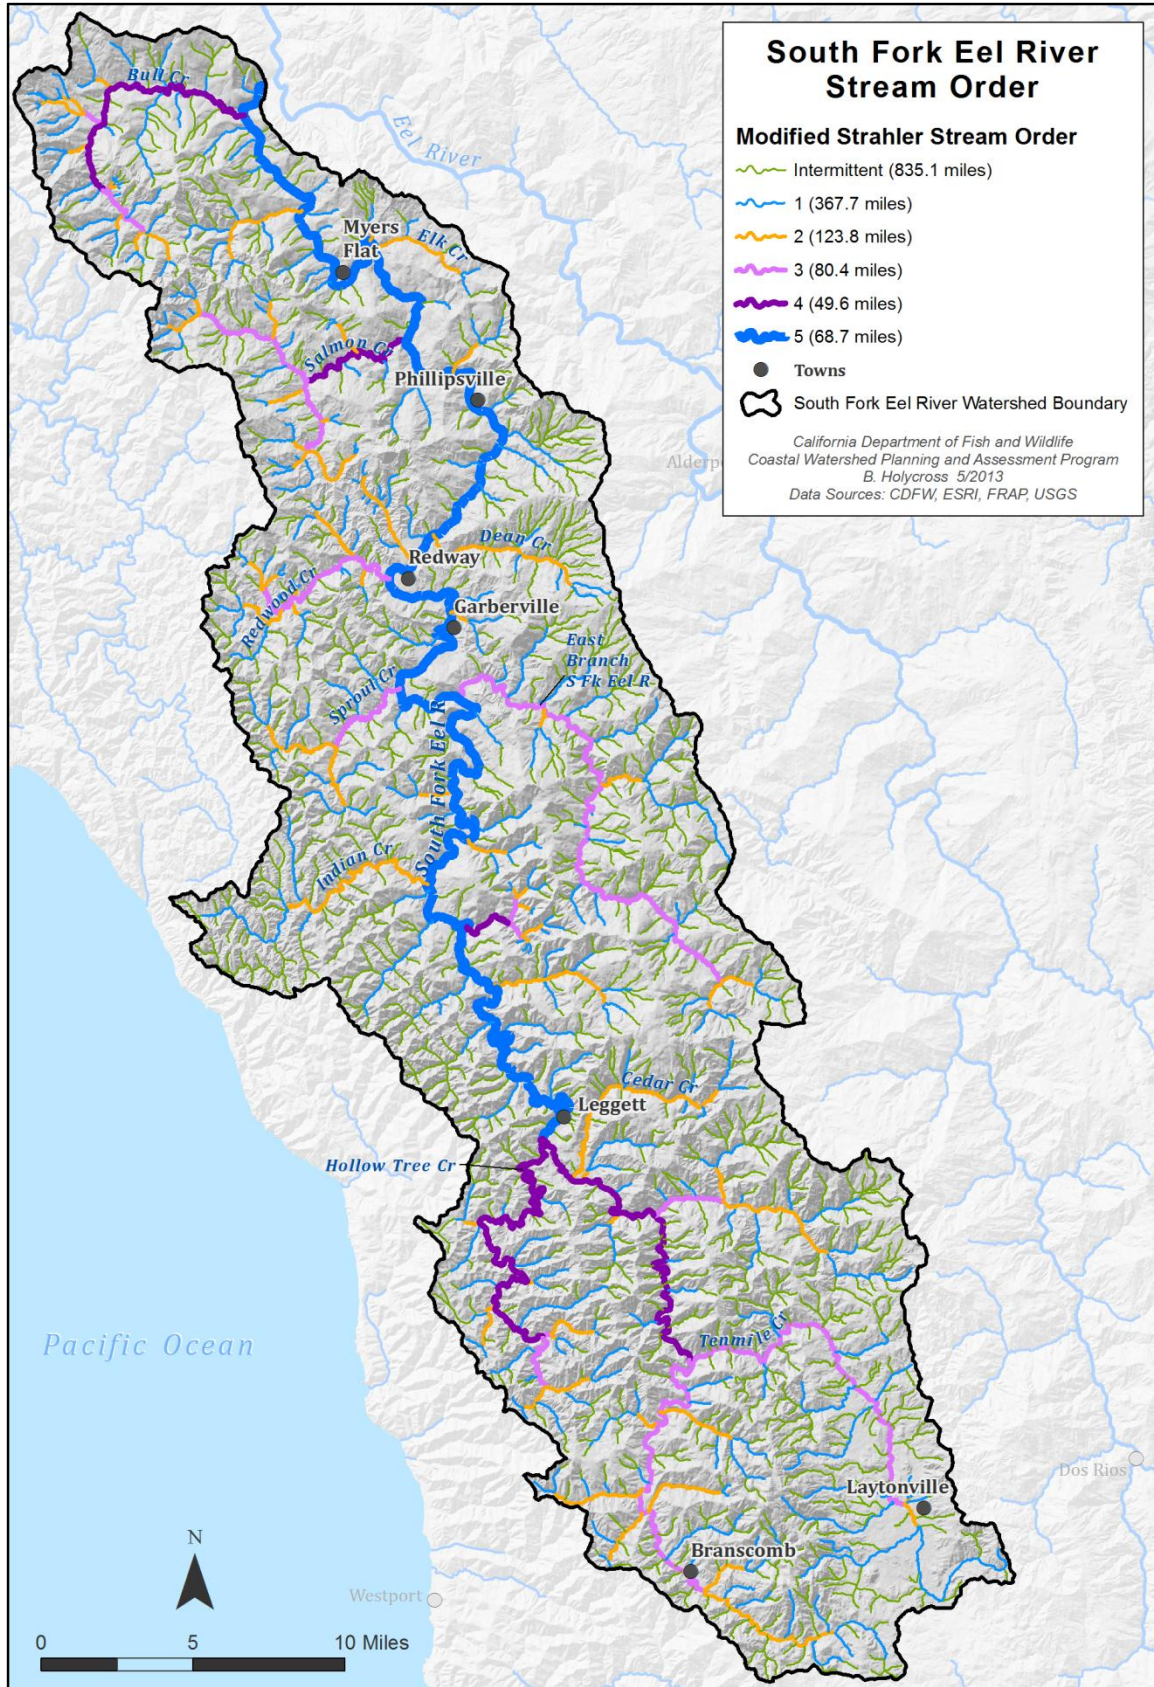 South Fork Eel River
Stream Order
Modified Strahler Stream Order
Intermittent (835.1 miles)
1 (367.7 miles)
2 (123.8 miles)
3 (80.4 miles)
4 (49.6 miles)
5 (68.7 miles)
Towns
South Fork Eel River Watershed Boundary
California Department of Fish and Wildlife
Coastal Watershed Planning and Assessment Program
B. Holycross 5/2013
Data Sources: CDFW, ESRI, FRAP, USGS
Bull Cr
Eel River
Myers
Flat
Elk Cr
Salmon Cr
Phillipsville
Dean Cr
Redway
Redwood Cr
Garberville
East
Branch
S Fk Eel R
Sproul Cr
South Fork Eel R
Indian Cr
Cedar Cr
Leggett
Hollow Tree Cr
Tenmile Cr
Pacific Ocean
Dos Rios
Laytonville
Branscomb
Westport
N
0 5 10 Miles